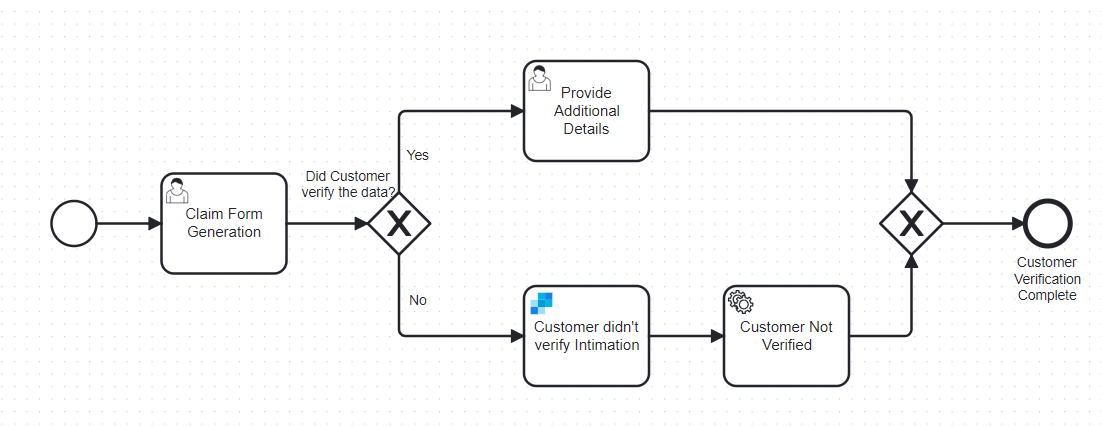 Provide
Additional
Details
Yes
Did Customer
verify the data?
Claim Form
Generation
No
Customer didn't
verify Intimation
Customer Not
Verified
Customer
Verification
Complete